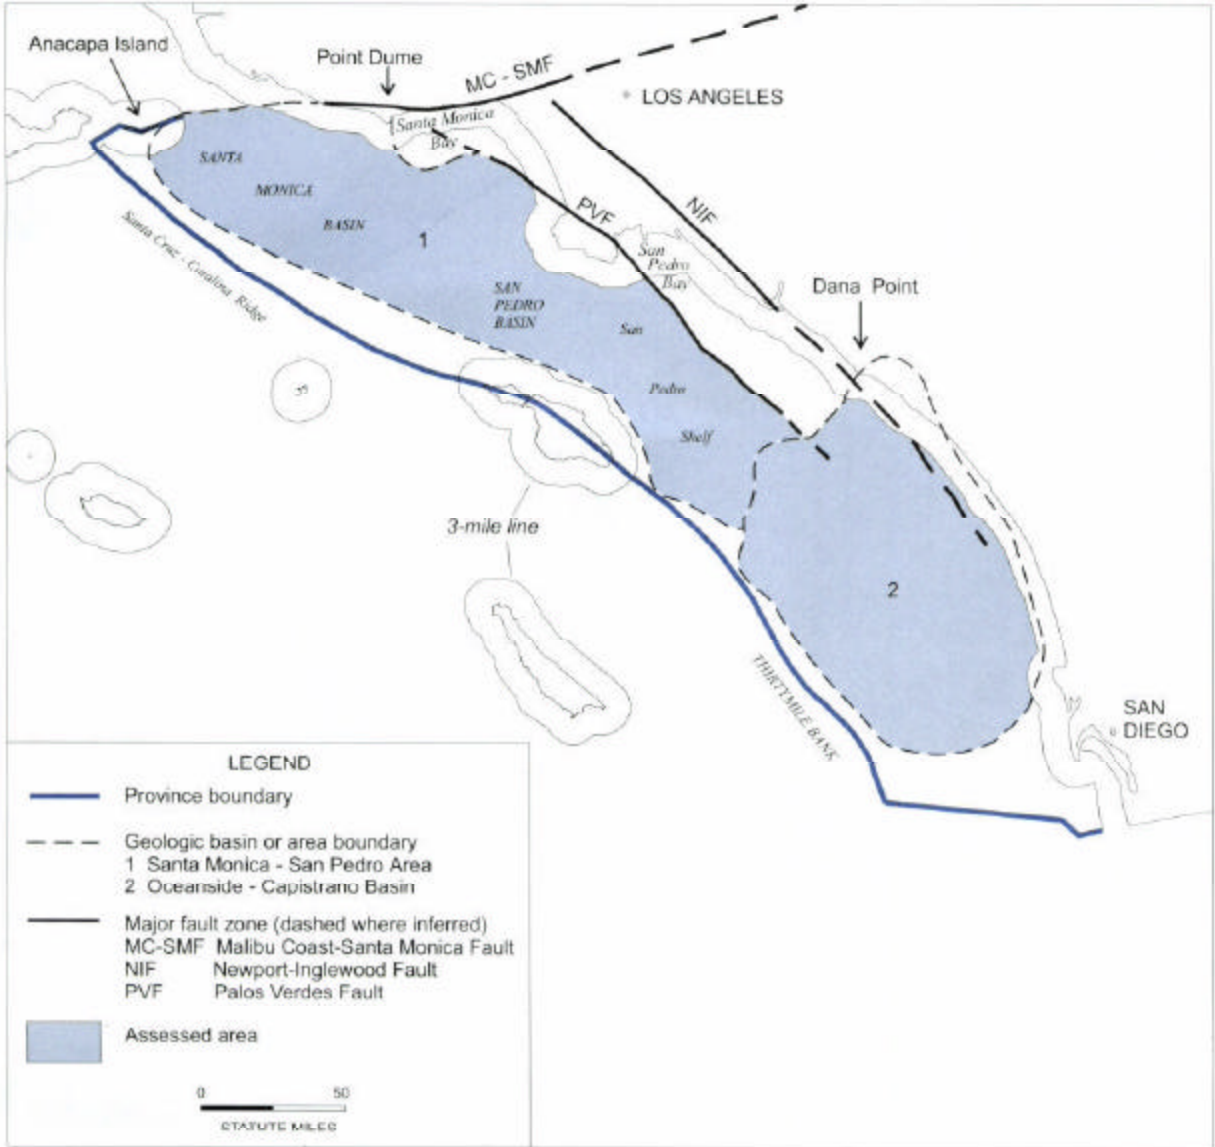 Anacapa Island
Point Dume
MC - SMF
LOS ANGELES
Santa Monica
Bay
SANTA
MONICA
BASIN
1
PVF
NIF
San
Pedro
Bay
Dana Point
Santa Cruz - Catalina Ridge
SAN
PEDRO
BASIN
San
Pedro
Shelf
3-mile line
2
THIRTYMILE BANK
SAN
DIEGO
LEGEND
Province boundary
Geologic basin or area boundary
1 Santa Monica - San Pedro Area
2 Oceanside - Capistrano Basin
Major fault zone (dashed where inferred)
MC-SMF Malibu Coast-Santa Monica Fault
NIF Newport-Inglewood Fault
PVF Palos Verdes Fault
Assessed area
0 50
STATUTE MILES